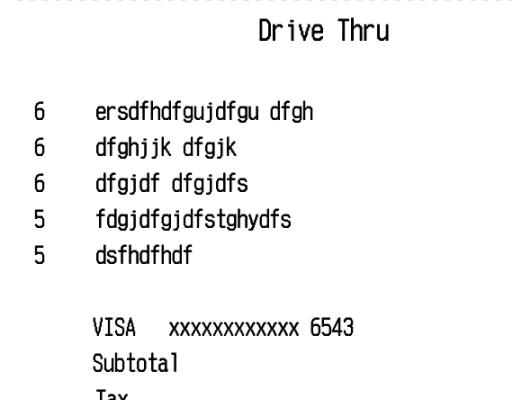 Drive Thru
6 ersdfhdfgujdfgu dfgh
6 dfghjjk dfgjk
6 dfgjdf dfgjdfs
5 fdgjdfgjdfstghydfs
5 dsfhdfhdf
VISA xxxxxxxxxxxx 6543
Subtotal
Tax